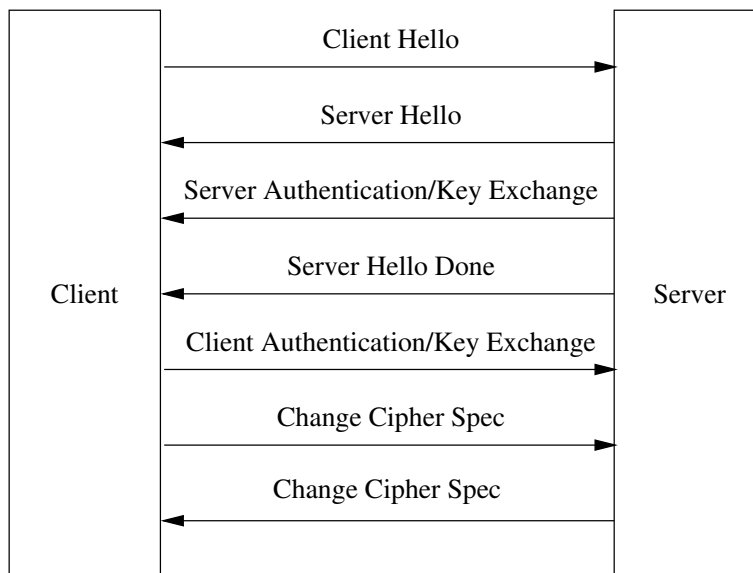 Client Hello
Server Hello
Server Authentication/Key Exchange
Server Hello Done
Client
Server
Client Authentication/Key Exchange
Change Cipher Spec
Change Cipher Spec